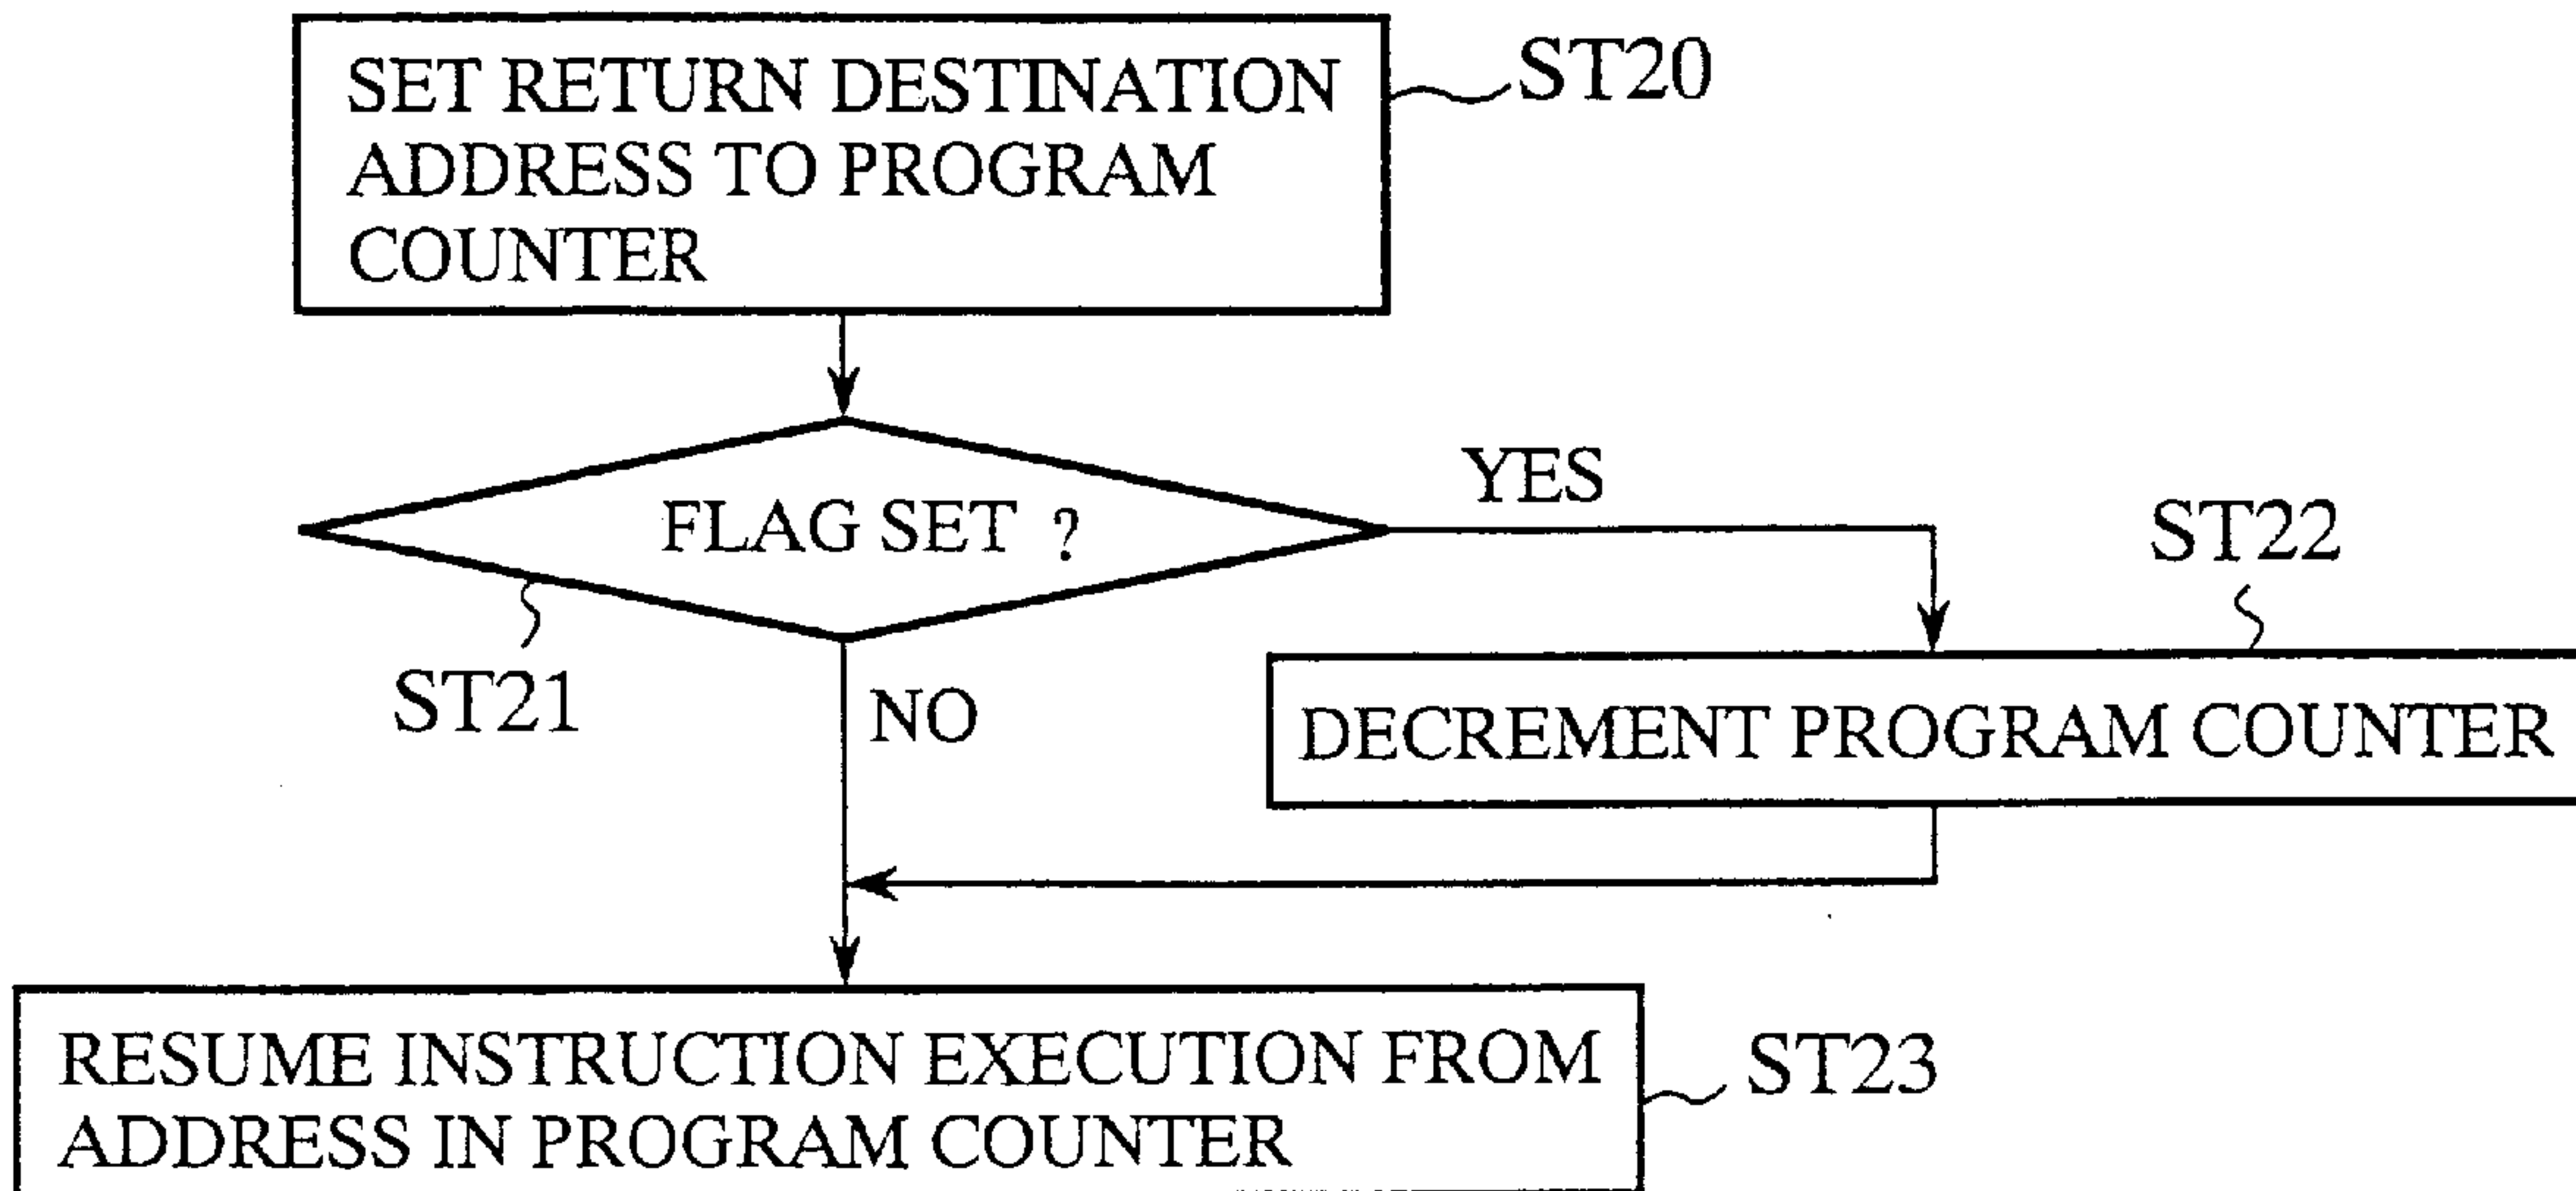 SET RETURN DESTINATION
ADDRESS TO PROGRAM
COUNTER
ST20
FLAG SET ?
YES
ST21
NO
ST22
DECREMENT PROGRAM COUNTER
RESUME INSTRUCTION EXECUTION FROM
ADDRESS IN PROGRAM COUNTER
ST23